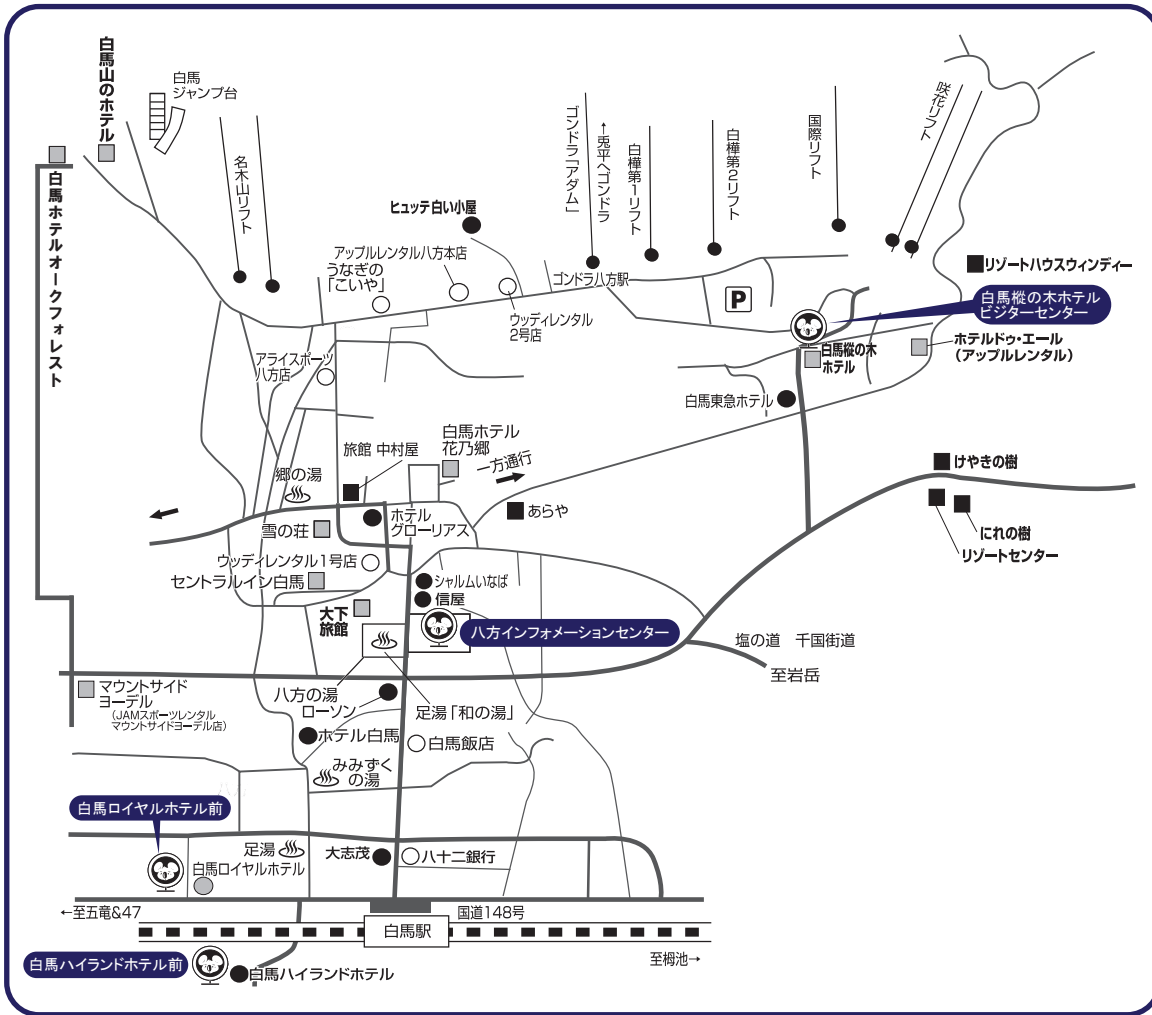 白馬山のホテル
白馬
ジャンプ台
白馬ホテルオークフォレスト
名木山リフト
ヒュッテ白い小屋
アップルレンタル八方本店
うなぎの
「こいや」
ウッディレンタル
2号店
ゴンドラ「アダム」
←兎平へゴンドラ
ゴンドラ八方駅
白樺第1リフト
白樺第2リフト
国際リフト
咲花リフト
P
リゾートハウスウィンディー
白馬樅の木ホテル
ビジターセンター
白馬樅の木
ホテル
ホテルドゥ・エール
（アップルレンタル）
白馬東急ホテル
アライスポーツ
八方店
白馬ホテル
花乃郷
一方通行
旅館 中村屋
郷の湯
雪の荘
ホテル
グローリアス
あらや
けやきの樹
にれの樹
リゾートセンター
ウッディレンタル1号店
セントラルイン白馬
シャルムいなば
信屋
大下
旅館
八方インフォメーションセンター
塩の道 千国街道
至岩岳
マウントサイド
ヨーデル
（JAMスポーツレンタル
マウントサイドヨーデル店）
八方の湯
ローソン
足湯「和の湯」
ホテル白馬
白馬飯店
みみずく
の湯
白馬ロイヤルホテル前
足湯
白馬ロイヤルホテル
大志茂
八十二銀行
←至五竜&47
国道148号
白馬駅
至栂池→
白馬ハイランドホテル前
白馬ハイランドホテル